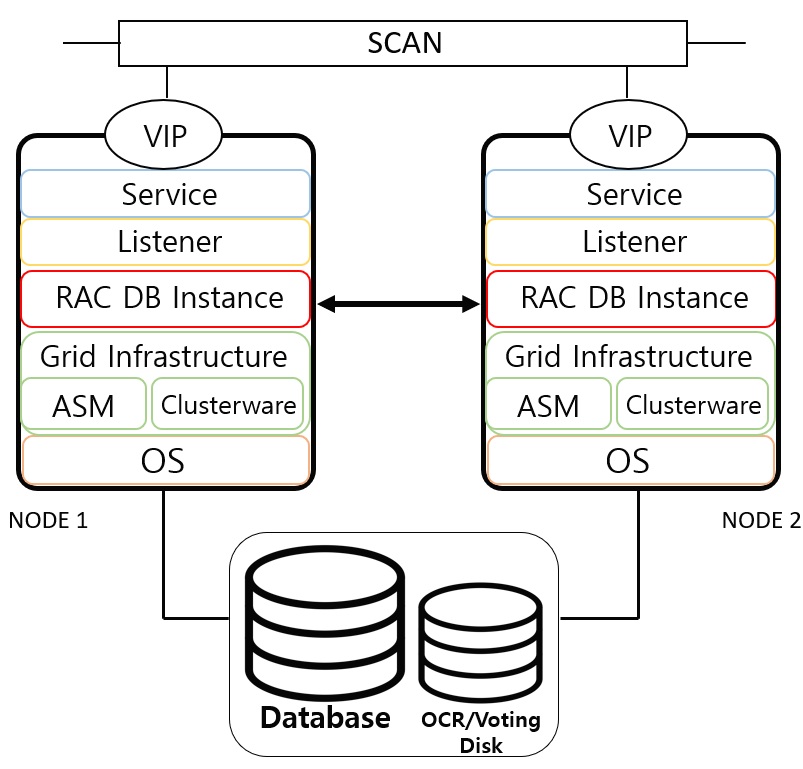 SCAN
VIP
Service
Listener
RAC DB Instance
Grid Infrastructure
ASM
Clusterware
OS
NODE 1
VIP
Service
Listener
RAC DB Instance
Grid Infrastructure
ASM
Clusterware
OS
NODE 2
Database
OCR/Voting
Disk